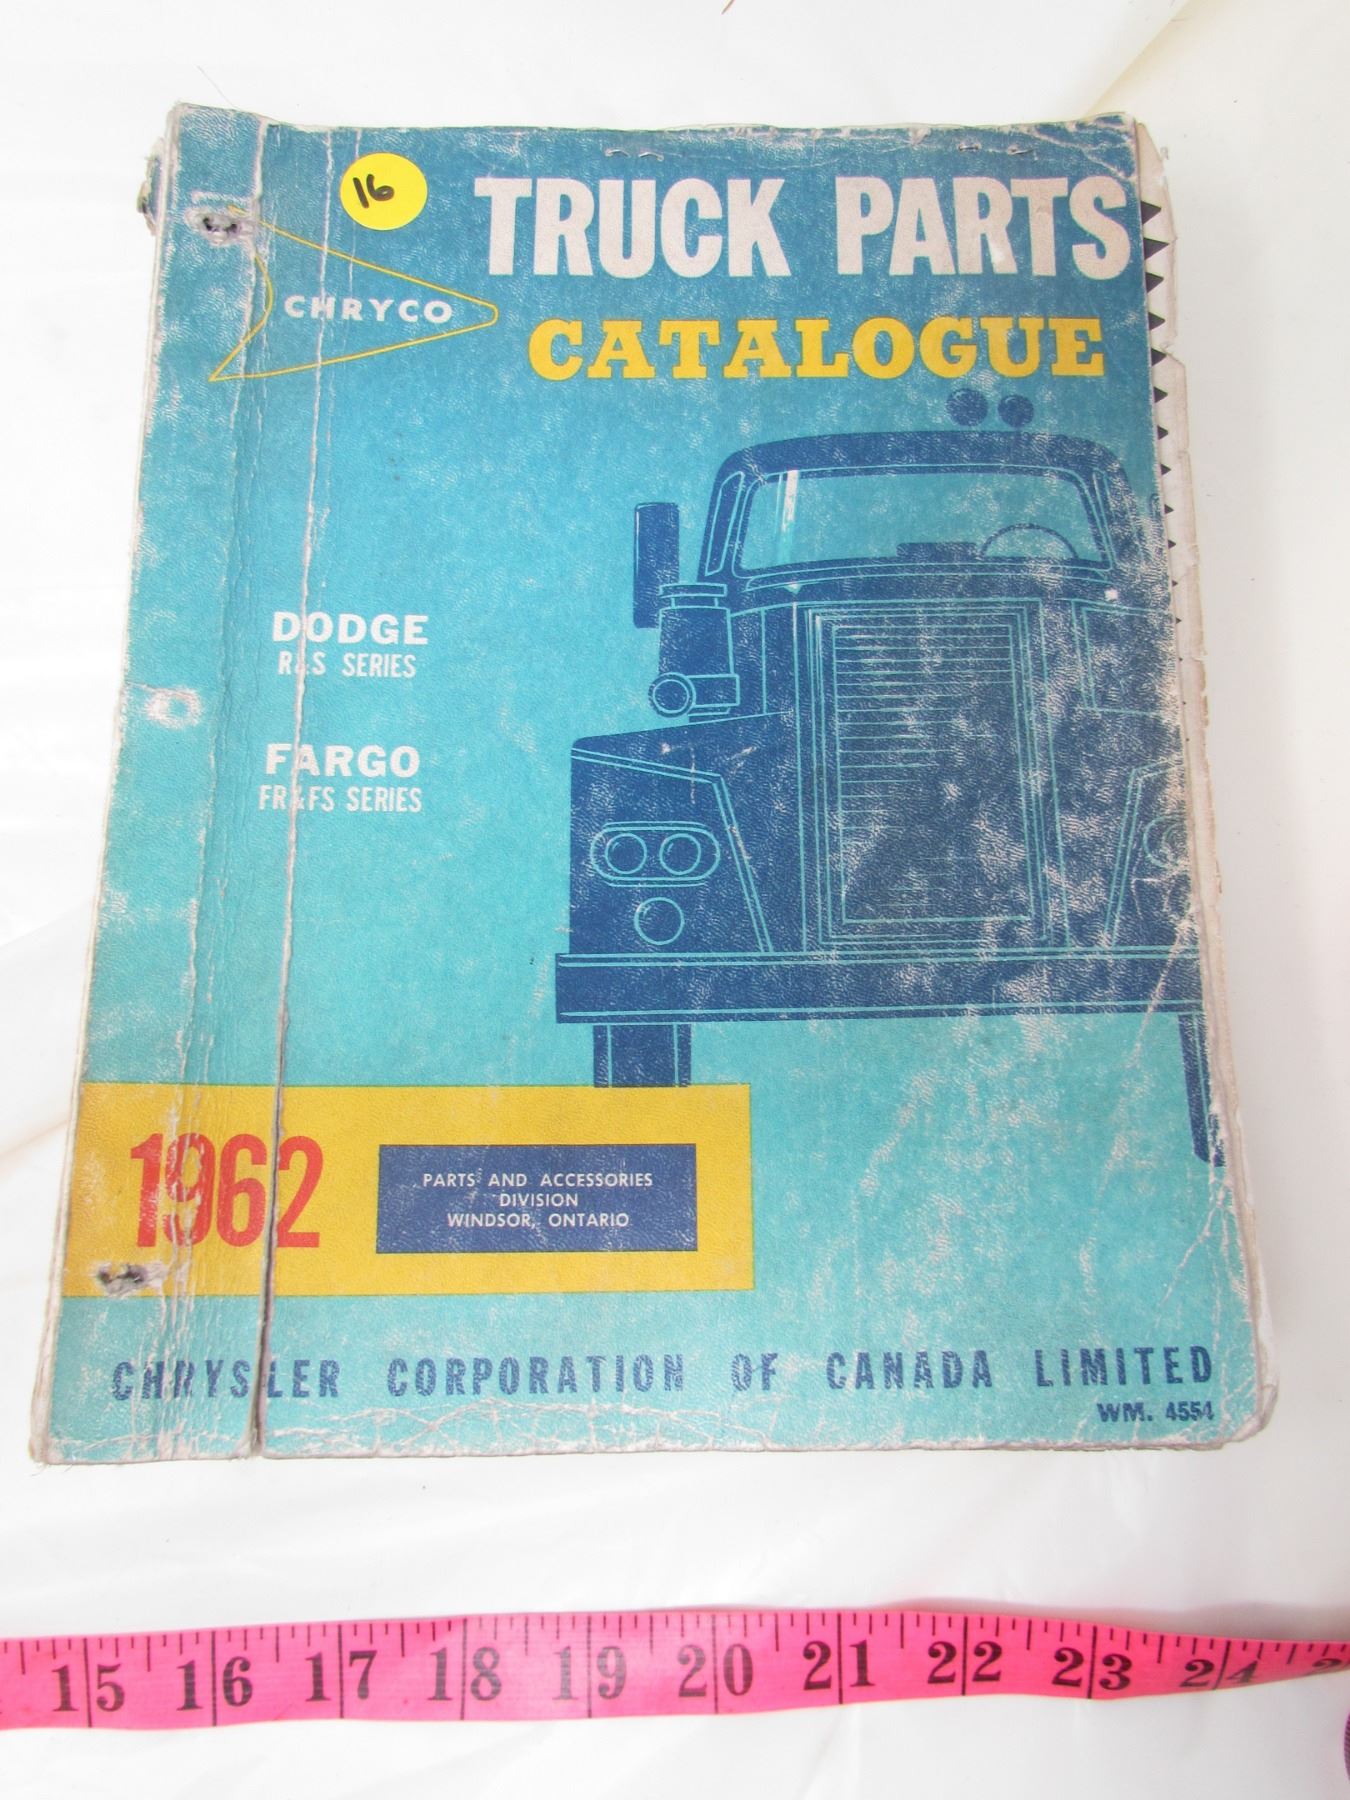 16
TRUCK PARTS
CHRYCO
CATALOGUE
DODGE
R&S SERIES
FARGO
FR&FS SERIES
1962
PARTS AND ACCESSORIES
DIVISION
WINDSOR, ONTARIO
CHRYSLER CORPORATION OF CANADA LIMITED
WM. 4554
15 16 17 18 19 20 21 22 23 24